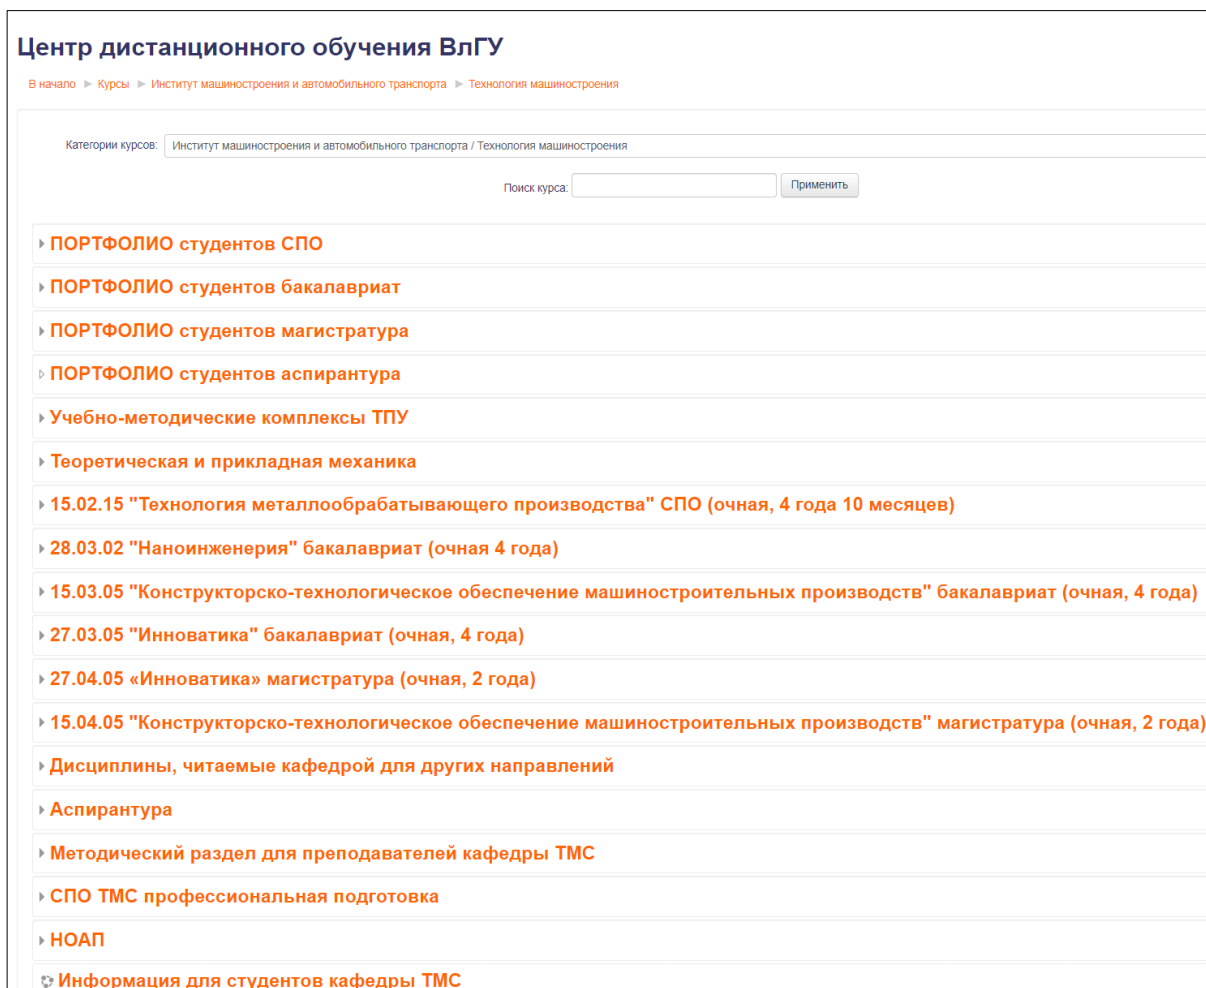 Центр дистанционного обучения ВлГУ
В начало ► Курсы ► Институт машиностроения и автомобильного транспорта ► Технология машиностроения
Категории курсов: Институт машиностроения и автомобильного транспорта / Технология машиностроения
Поиск курса: Применить
ПОРТФОЛИО студентов СПО
ПОРТФОЛИО студентов бакалавриат
ПОРТФОЛИО студентов магистратура
ПОРТФОЛИО студентов аспирантура
Учебно-методические комплексы ТПУ
Теоретическая и прикладная механика
15.02.15 "Технология металлообрабатывающего производства" СПО (очная, 4 года 10 месяцев)
28.03.02 "Наноинженерия" бакалавриат (очная 4 года)
15.03.05 "Конструкторско-технологическое обеспечение машиностроительных производств" бакалавриат (очная, 4 года)
27.03.05 "Инноватика" бакалавриат (очная, 4 года)
27.04.05 «Инноватика» магистратура (очная, 2 года)
15.04.05 "Конструкторско-технологическое обеспечение машиностроительных производств" магистратура (очная, 2 года)
Дисциплины, читаемые кафедрой для других направлений
Аспирантура
Методический раздел для преподавателей кафедры ТМС
СПО ТМС профессиональная подготовка
НОАП
Информация для студентов кафедры ТМС